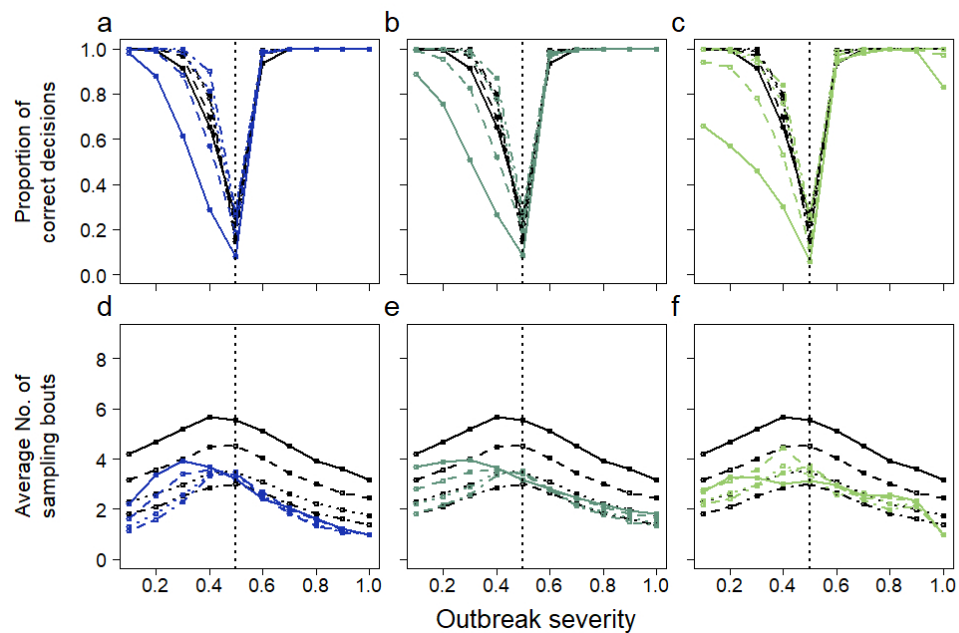 a b c
Proportion of
correct decisions
1.0
0.8
0.6
0.4
0.2
0.0
d e f
Average No. of
sampling bouts
8
6
4
2
0
0.2 0.4 0.6 0.8 1.0 0.2 0.4 0.6 0.8 1.0 0.2 0.4 0.6 0.8 1.0
Outbreak severity